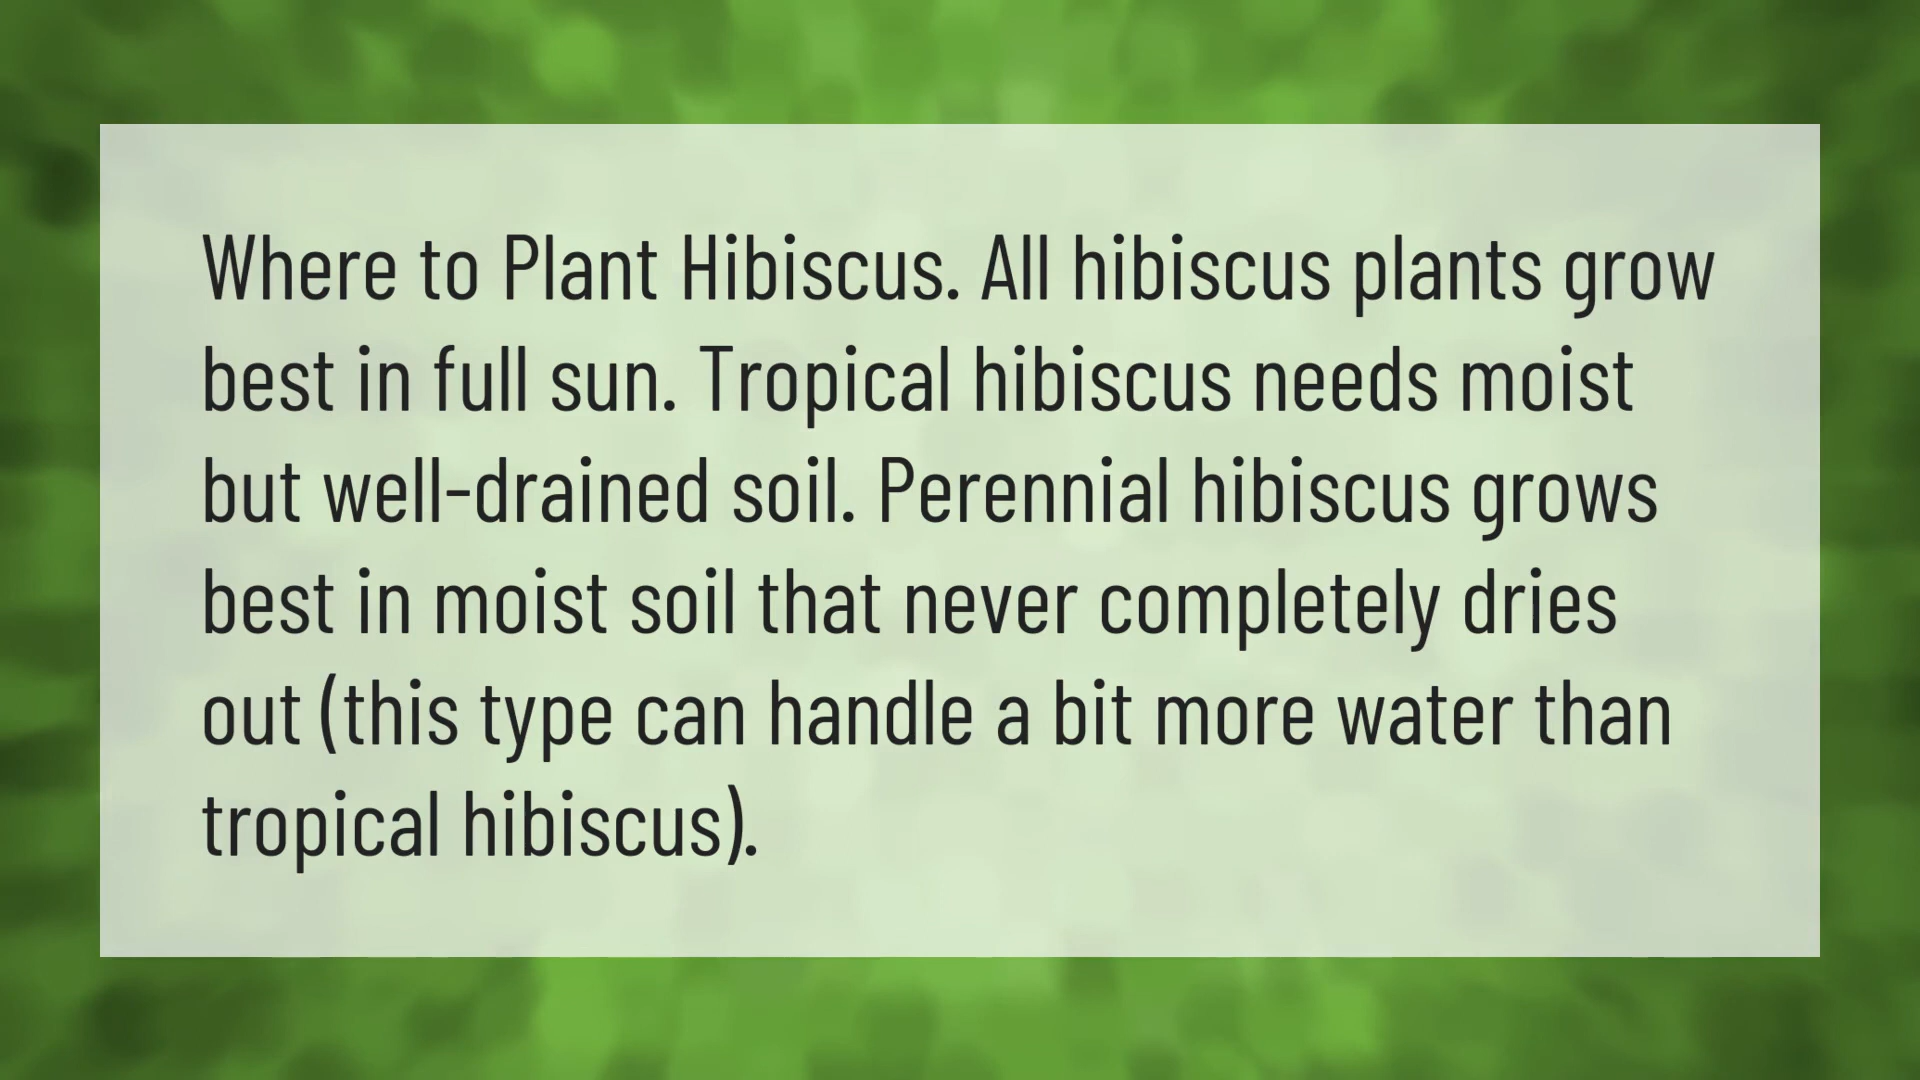 Where to Plant Hibiscus. All hibiscus plants grow
best in full sun. Tropical hibiscus needs moist
but well-drained soil. Perennial hibiscus grows
best in moist soil that never completely dries
out (this type can handle a bit more water than
tropical hibiscus).